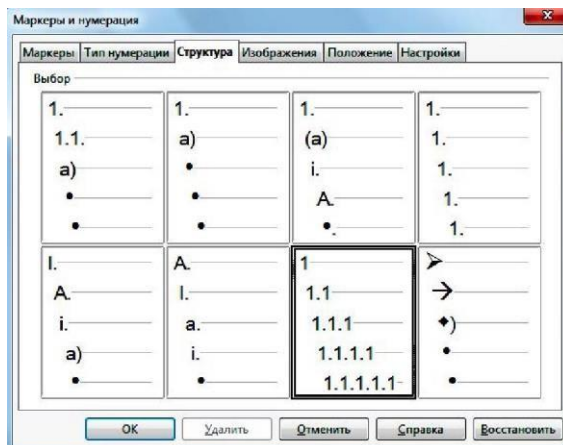 Маркеры и нумерация
Маркеры Тип нумерации Структура Изображения Положение Настройки
Выбор
1. 1. 1. 1.
1.1. a) (a) 1.
a) • i. 1.
• • A. 1.
• • •. 1.
I. A. 1 ➢
A. I. 1.1 →
i. a. 1.1.1 ◆)
a) i. 1.1.1.1 •
• • 1.1.1.1.1 •
ОК Удалить Отменить Справка Восстановить